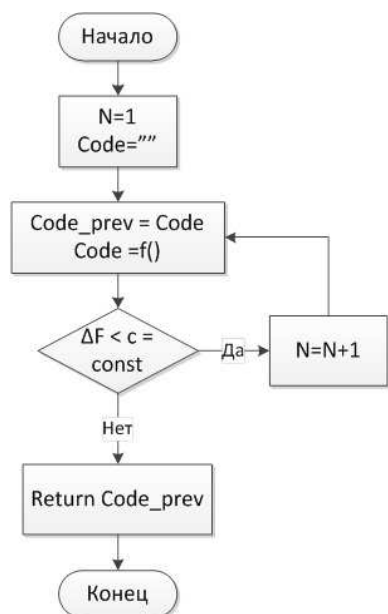 Начало
N=1
Code=””
Code_prev = Code
Code =f()
ΔF < c =
const
Да
N=N+1
Нет
Return Code_prev
Конец